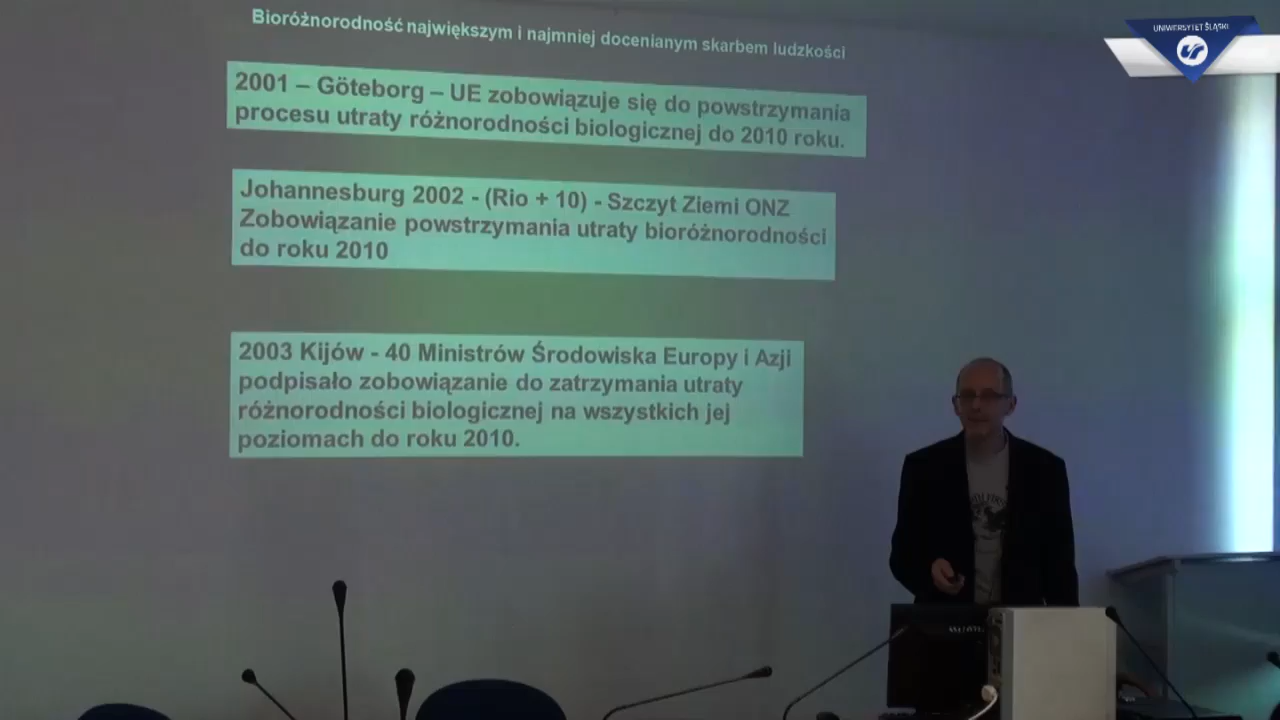 Bioróżnorodność największym i najmniej docenianym skarbem ludzkości
UNIWERSYTET ŚLĄSKI
2001 – Göteborg – UE zobowiązuje się do powstrzymania
procesu utraty różnorodności biologicznej do 2010 roku.
Johannesburg 2002 - (Rio + 10) - Szczyt Ziemi ONZ
Zobowiązanie powstrzymania utraty bioróżnorodności
do roku 2010
2003 Kijów - 40 Ministrów Środowiska Europy i Azji
podpisało zobowiązanie do zatrzymania utraty
różnorodności biologicznej na wszystkich jej
poziomach do roku 2010.